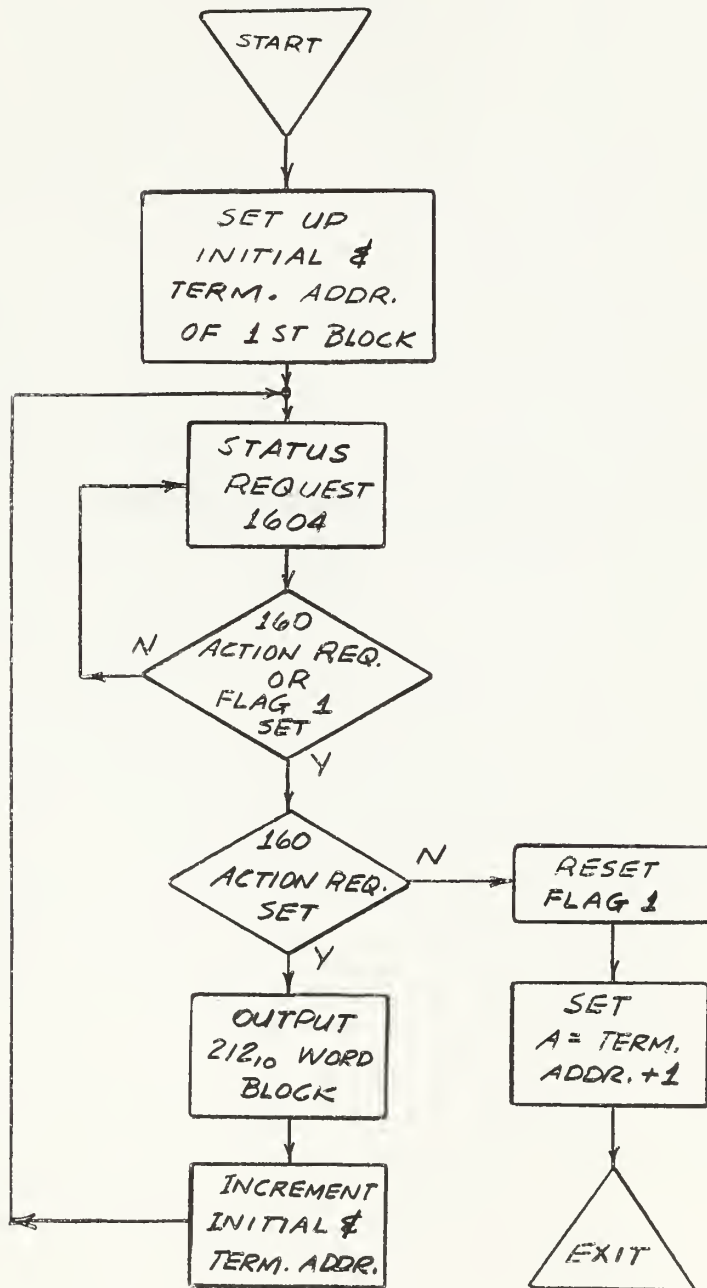 START
SET UP
INITIAL &
TERM. ADDR.
OF 1 ST BLOCK
STATUS
REQUEST
1604
160
ACTION REQ.
OR
FLAG 1
SET
N
Y
160
ACTION REQ.
SET
N
Y
RESET
FLAG 1
SET
A = TERM.
ADDR. + 1
EXIT
OUTPUT
212₁₀ WORD
BLOCK
INCREMENT
INITIAL &
TERM. ADDR.